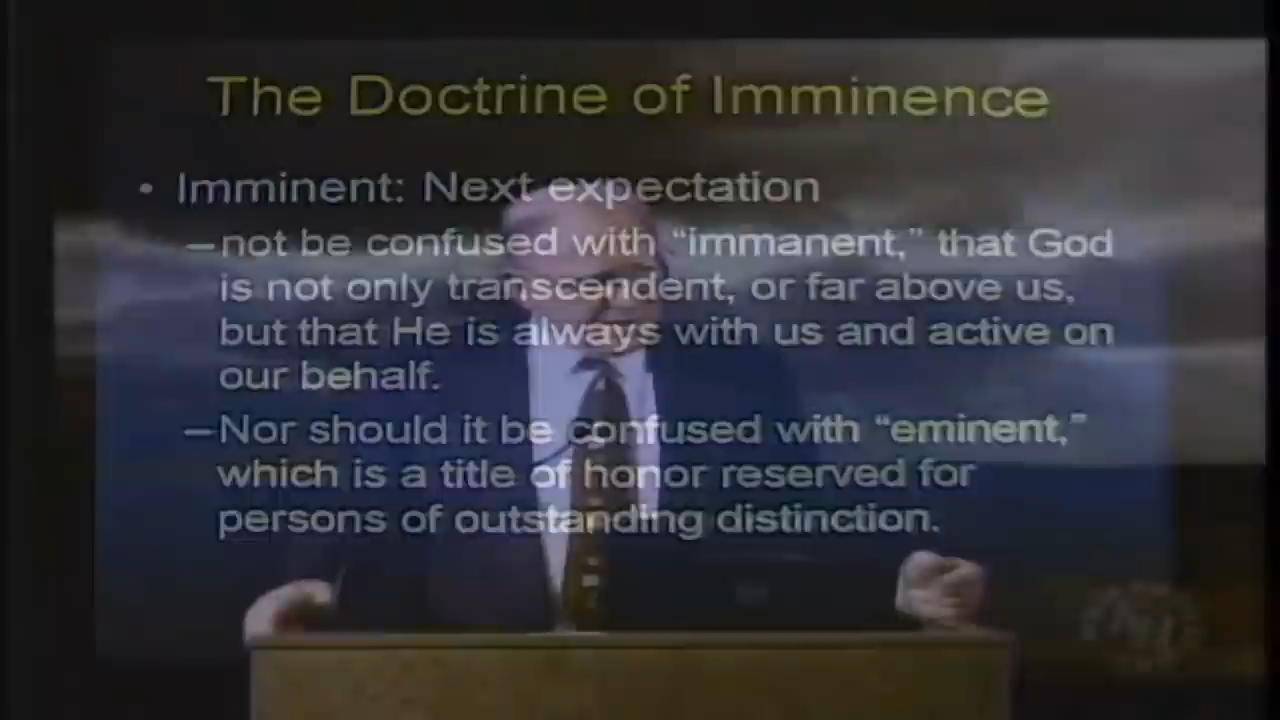 The Doctrine of Imminence
• Imminent: Next expectation
–not be confused with “immanent,” that God
is not only transcendent, or far above us,
but that He is always with us and active on
our behalf.
–Nor should it be confused with “eminent,”
which is a title of honor reserved for
persons of outstanding distinction.